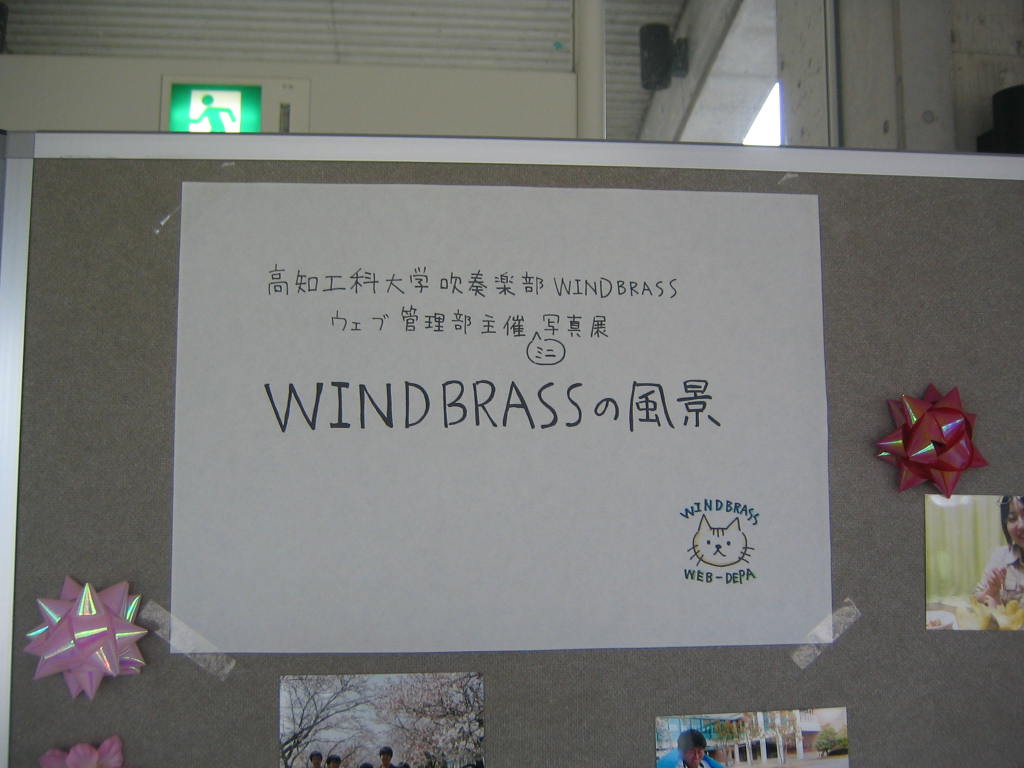 高知工科大学吹奏楽部 WINDBRASS
ウェブ管理部主催 ミニ 写真展
WINDBRASSの風景
WINDBRASS
WEB-DEPA